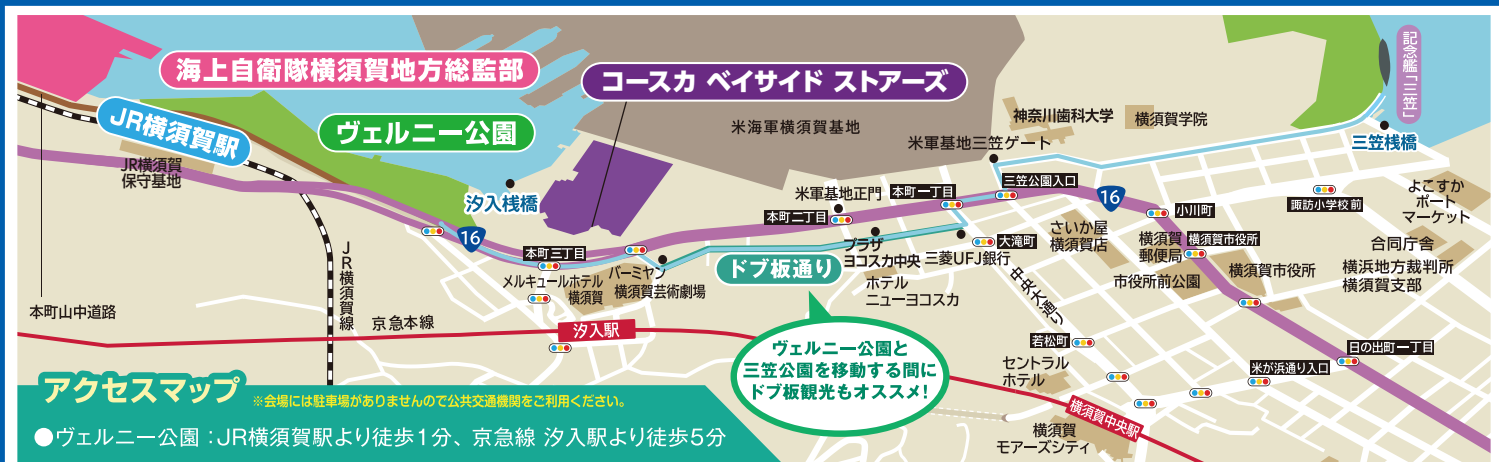 海上自衛隊横須賀地方総監部
コースカ ベイサイド ストアーズ
記念艦「三笠」
JR横須賀駅
ヴェルニー公園
米海軍横須賀基地
神奈川歯科大学
横須賀学院
三笠桟橋
米軍基地三笠ゲート
JR横須賀
保守基地
汐入桟橋
米軍基地正門
本町一丁目
三笠公園入口
16
諏訪小学校前
よこすか
ポート
マーケット
本町二丁目
小川町
さいか屋
横須賀店
16
本町三丁目
プラザ
ヨコスカ中央
三菱UFJ銀行
大滝町
横須賀
郵便局
横須賀市役所
合同庁舎
横浜地方裁判所
横須賀支部
メルキュールホテル
横須賀
バーミヤン
横須賀芸術劇場
ドブ板通り
ホテル
ニューヨコスカ
中央大通り
市役所前公園
横須賀市役所
本町山中道路
JR横須賀線
京急本線
汐入駅
若松町
日の出町一丁目
ヴェルニー公園と
三笠公園を移動する間に
ドブ板観光もオススメ!
セントラル
ホテル
米が浜通り入口
横須賀中央駅
横須賀
モアーズシティ
アクセスマップ
※会場には駐車場がありませんので公共交通機関をご利用ください。
●ヴェルニー公園：JR横須賀駅より徒歩1分、京急線 汐入駅より徒歩5分